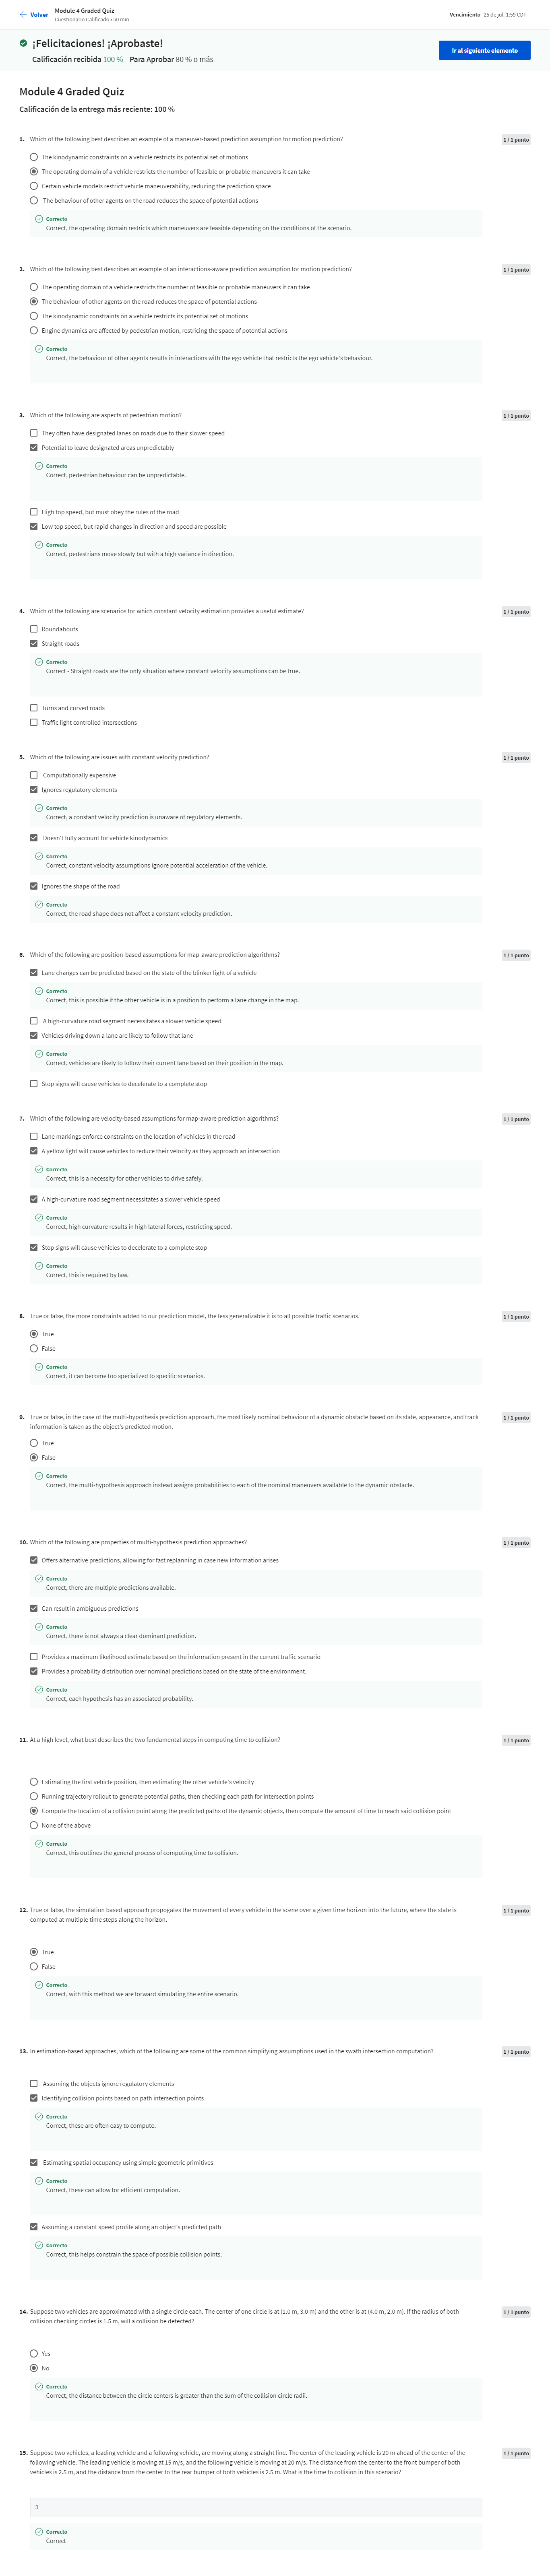 Volver
Module 4 Graded Quiz
Cuestionario Calificado • 50 min
Vencimiento 25 de jul. 1:59 CDT
¡Felicitaciones! ¡Aprobaste!
Calificación recibida 100 % Para Aprobar 80 % o más
Ir al siguiente elemento
Module 4 Graded Quiz
Calificación de la entrega más reciente: 100 %
1. Which of the following best describes an example of a maneuver-based prediction assumption for motion prediction?
1 / 1 punto
The kinodynamic constraints on a vehicle restricts its potential set of motions
The operating domain of a vehicle restricts the number of feasible or probable maneuvers it can take
Certain vehicle models restrict vehicle maneuverability, reducing the prediction space
The behaviour of other agents on the road reduces the space of potential actions
Correcto
Correct, the operating domain restricts which maneuvers are feasible depending on the conditions of the scenario.
2. Which of the following best describes an example of an interactions-aware prediction assumption for motion prediction?
1 / 1 punto
The operating domain of a vehicle restricts the number of feasible or probable maneuvers it can take
The behaviour of other agents on the road reduces the space of potential actions
The kinodynamic constraints on a vehicle restricts its potential set of motions
Engine dynamics are affected by pedestrian motion, restricing the space of potential actions
Correcto
Correct, the behaviour of other agents results in interactions with the ego vehicle that restricts the ego vehicle's behaviour.
3. Which of the following are aspects of pedestrian motion?
1 / 1 punto
They often have designated lanes on roads due to their slower speed
Potential to leave designated areas unpredictably
Correcto
Correct, pedestrian behaviour can be unpredictable.
High top speed, but must obey the rules of the road
Low top speed, but rapid changes in direction and speed are possible
Correcto
Correct, pedestrians move slowly but with a high variance in direction.
4. Which of the following are scenarios for which constant velocity estimation provides a useful estimate?
1 / 1 punto
Roundabouts
Straight roads
Correcto
Correct - Straight roads are the only situation where constant velocity assumptions can be true.
Turns and curved roads
Traffic light controlled intersections
5. Which of the following are issues with constant velocity prediction?
1 / 1 punto
Computationally expensive
Ignores regulatory elements
Correcto
Correct, a constant velocity prediction is unaware of regulatory elements.
Doesn't fully account for vehicle kinodynamics
Correcto
Correct, constant velocity assumptions ignore potential acceleration of the vehicle.
Ignores the shape of the road
Correcto
Correct, the road shape does not affect a constant velocity prediction.
6. Which of the following are position-based assumptions for map-aware prediction algorithms?
1 / 1 punto
Lane changes can be predicted based on the state of the blinker light of a vehicle
Correcto
Correct, this is possible if the other vehicle is in a position to perform a lane change in the map.
A high-curvature road segment necessitates a slower vehicle speed
Vehicles driving down a lane are likely to follow that lane
Correcto
Correct, vehicles are likely to follow their current lane based on their position in the map.
Stop signs will cause vehicles to decelerate to a complete stop
7. Which of the following are velocity-based assumptions for map-aware prediction algorithms?
1 / 1 punto
Lane markings enforce constraints on the location of vehicles in the road
A yellow light will cause vehicles to reduce their velocity as they approach an intersection
Correcto
Correct, this is a necessity for other vehicles to drive safely.
A high-curvature road segment necessitates a slower vehicle speed
Correcto
Correct, high curvature results in high lateral forces, restricting speed.
Stop signs will cause vehicles to decelerate to a complete stop
Correcto
Correct, this is required by law.
8. True or false, the more constraints added to our prediction model, the less generalizable it is to all possible traffic scenarios.
1 / 1 punto
True
False
Correcto
Correct, it can become too specialized to specific scenarios.
9. True or false, in the case of the multi-hypothesis prediction approach, the most likely nominal behaviour of a dynamic obstacle based on its state, appearance, and track
information is taken as the object's predicted motion.
1 / 1 punto
True
False
Correcto
Correct, the multi-hypothesis approach instead assigns probabilities to each of the nominal maneuvers available to the dynamic obstacle.
10. Which of the following are properties of multi-hypothesis prediction approaches?
1 / 1 punto
Offers alternative predictions, allowing for fast replanning in case new information arises
Correcto
Correct, there are multiple predictions available.
Can result in ambiguous predictions
Correcto
Correct, there is not always a clear dominant prediction.
Provides a maximum likelihood estimate based on the information present in the current traffic scenario
Provides a probability distribution over nominal predictions based on the state of the environment.
Correcto
Correct, each hypothesis has an associated probability.
11. At a high level, what best describes the two fundamental steps in computing time to collision?
1 / 1 punto
Estimating the first vehicle position, then estimating the other vehicle's velocity
Running trajectory rollout to generate potential paths, then checking each path for intersection points
Compute the location of a collision point along the predicted paths of the dynamic objects, then compute the amount of time to reach said collision point
None of the above
Correcto
Correct, this outlines the general process of computing time to collision.
12. True or false, the simulation based approach propogates the movement of every vehicle in the scene over a given time horizon into the future, where the state is
computed at multiple time steps along the horizon.
1 / 1 punto
True
False
Correcto
Correct, with this method we are forward simulating the entire scenario.
13. In estimation-based approaches, which of the following are some of the common simplifying assumptions used in the swath intersection computation?
1 / 1 punto
Assuming the objects ignore regulatory elements
Identifying collision points based on path intersection points
Correcto
Correct, these are often easy to compute.
Estimating spatial occupancy using simple geometric primitives
Correcto
Correct, these can allow for efficient computation.
Assuming a constant speed profile along an object's predicted path
Correcto
Correct, this helps constrain the space of possible collision points.
14. Suppose two vehicles are approximated with a single circle each. The center of one circle is at (1.0 m, 3.0 m) and the other is at (4.0 m, 2.0 m). If the radius of both
collision checking circles is 1.5 m, will a collision be detected?
1 / 1 punto
Yes
No
Correcto
Correct, the distance between the circle centers is greater than the sum of the collision circle radii.
15. Suppose two vehicles, a leading vehicle and a following vehicle, are moving along a straight line. The center of the leading vehicle is 20 m ahead of the center of the
following vehicle. The leading vehicle is moving at 15 m/s, and the following vehicle is moving at 20 m/s. The distance from the center to the front bumper of both
vehicles is 2.5 m, and the distance from the center to the rear bumper of both vehicles is 2.5 m. What is the time to collision in this scenario?
1 / 1 punto
3
Correcto
Correct